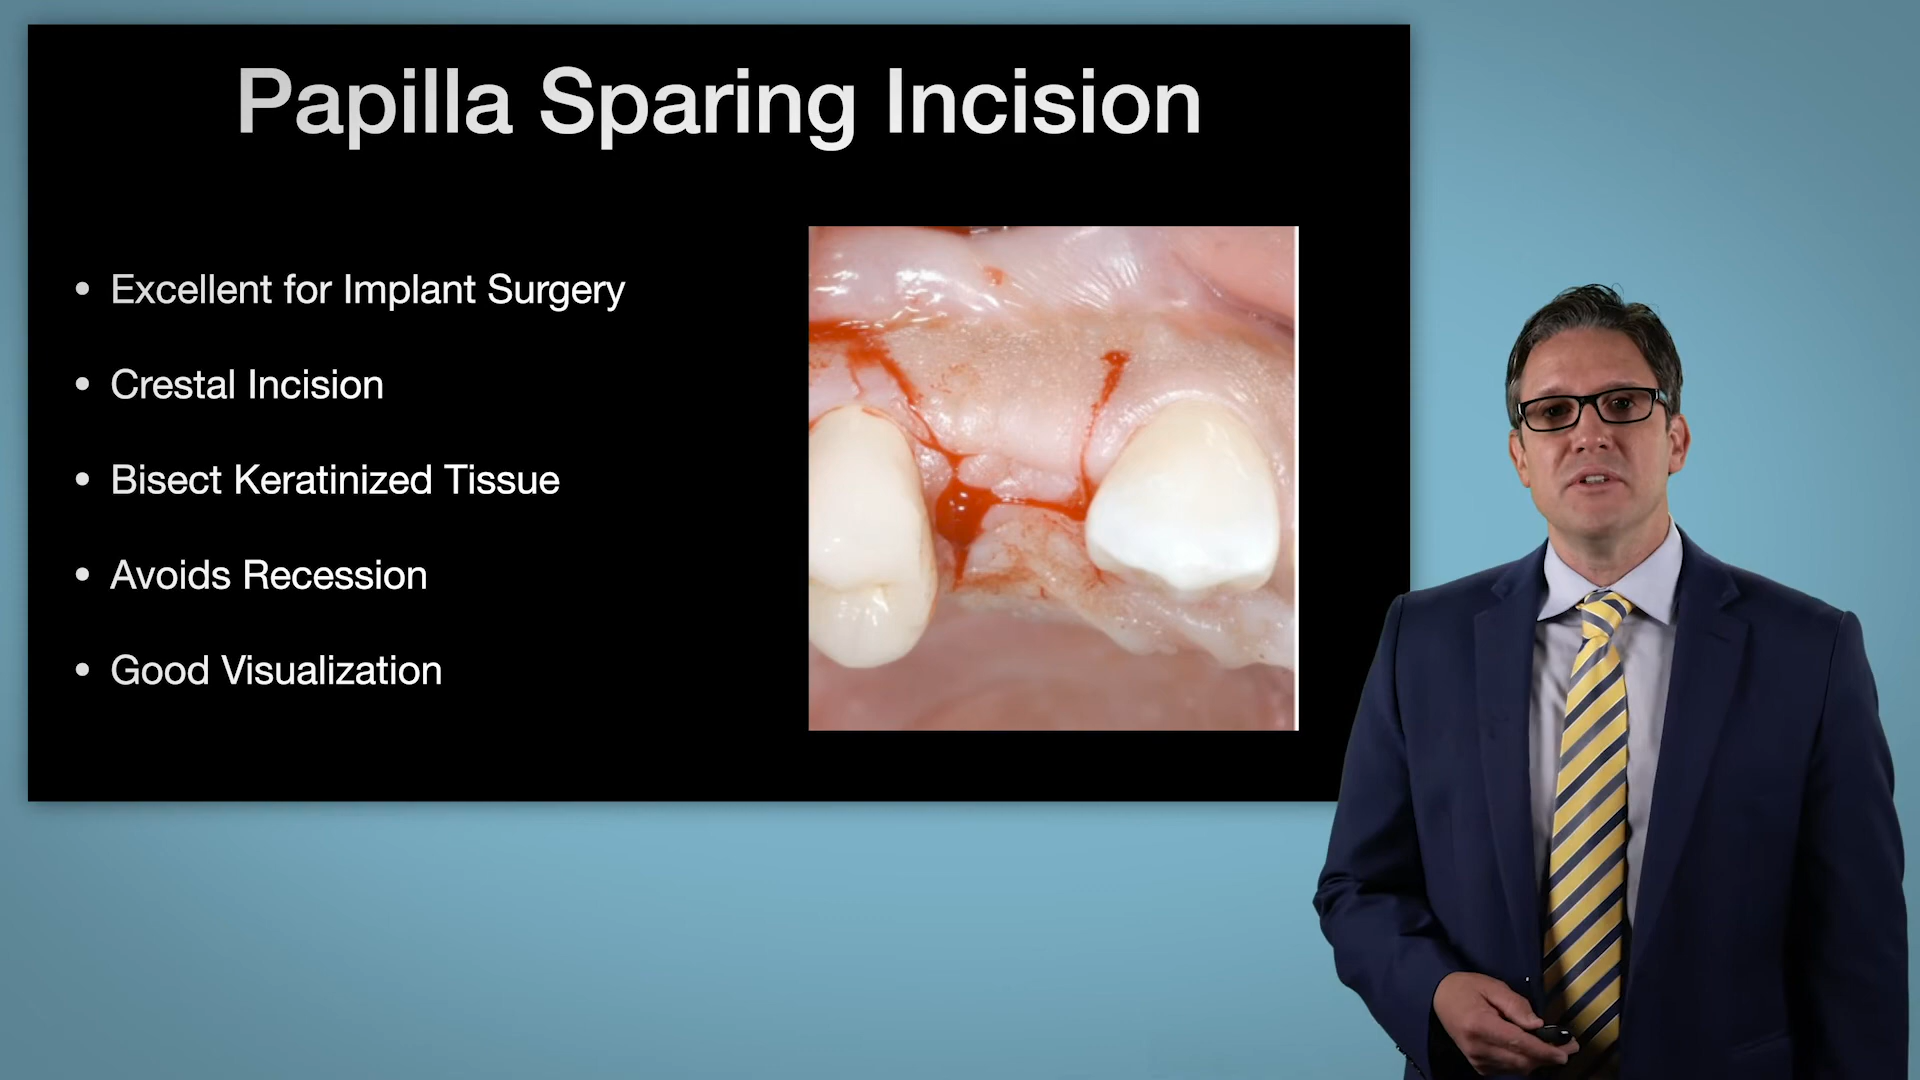 Papilla Sparing Incision
• Excellent for Implant Surgery
• Crestal Incision
• Bisect Keratinized Tissue
• Avoids Recession
• Good Visualization